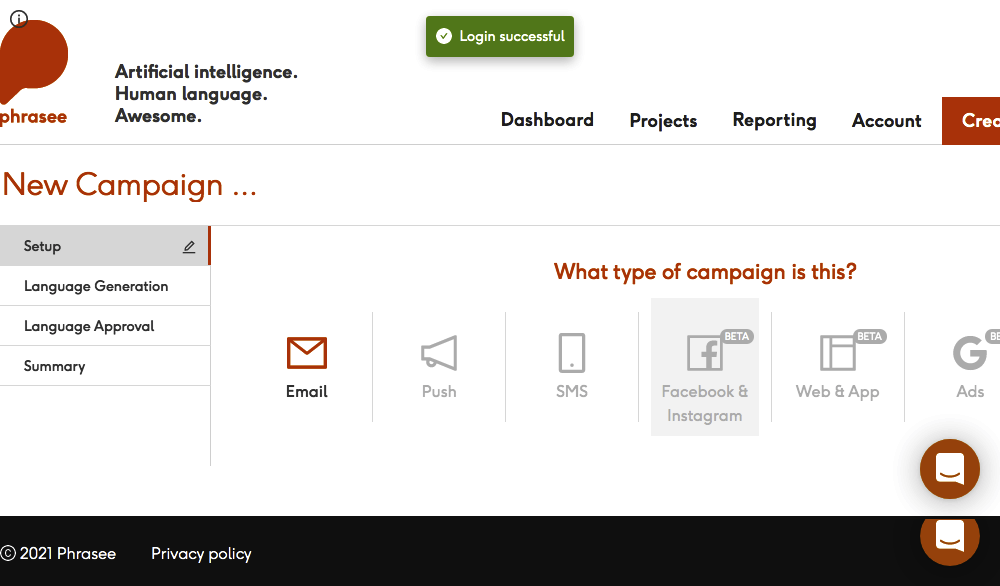 Login successful
phrasee
Artificial intelligence.
Human language.
Awesome.
Dashboard
Projects
Reporting
Account
New Campaign ...
Setup
Language Generation
Language Approval
Summary
What type of campaign is this?
Email
Push
SMS
BETA
Facebook &
Instagram
BETA
Web & App
Ads
© 2021 Phrasee
Privacy policy